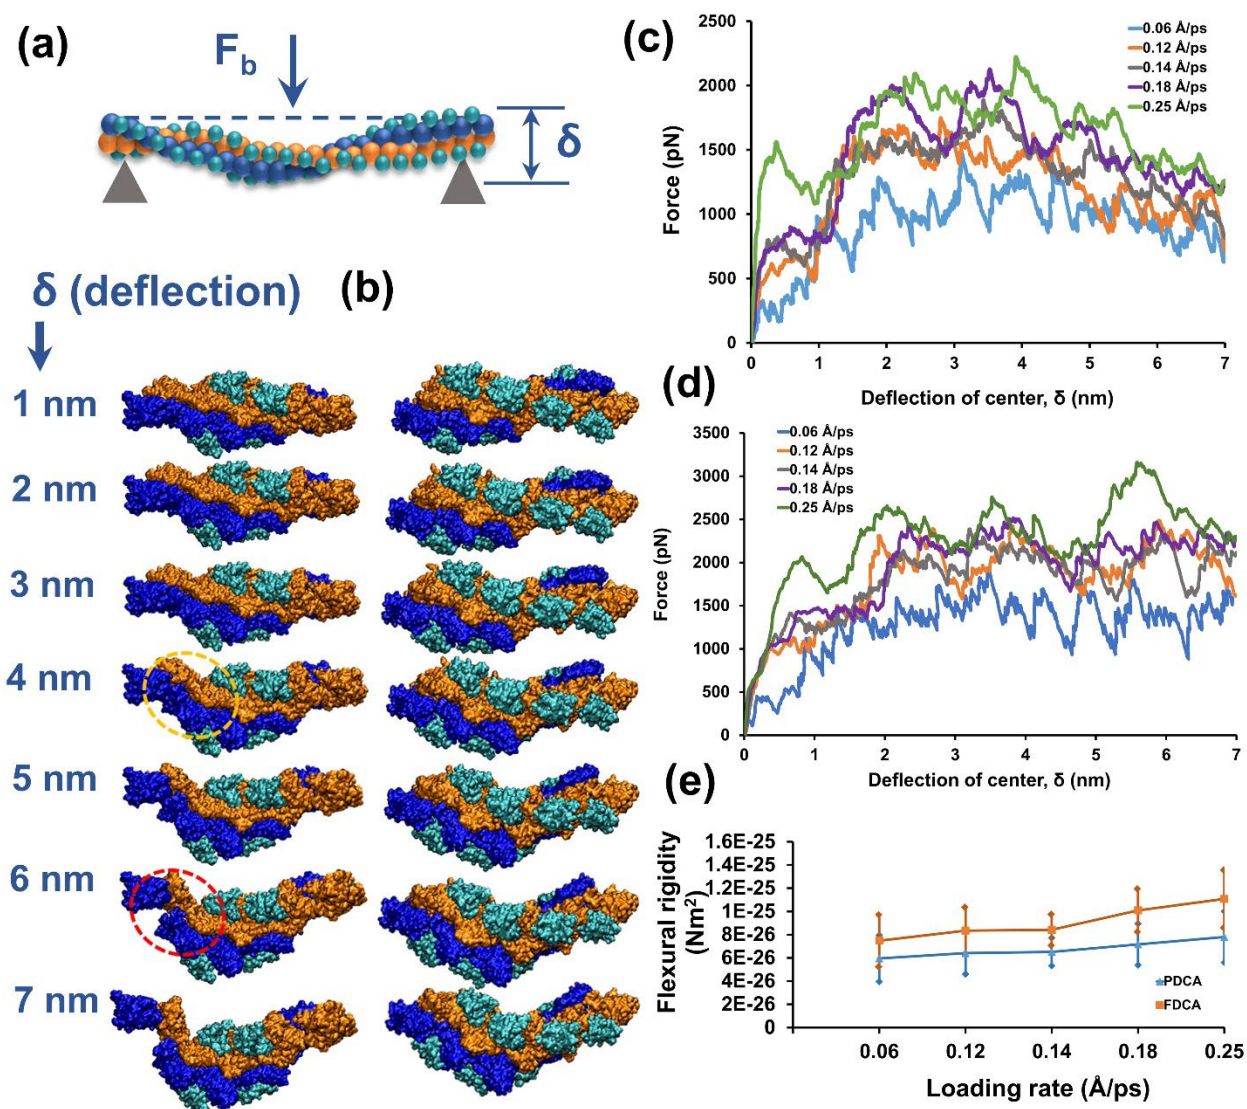 (a)
F_b
δ
δ (deflection)
(b)
1 nm
2 nm
3 nm
4 nm
5 nm
6 nm
7 nm
(c)
2500
2000
1500
1000
500
0
Force (pN)
0.06 Å/ps
0.12 Å/ps
0.14 Å/ps
0.18 Å/ps
0.25 Å/ps
0 1 2 3 4 5 6 7
Deflection of center, δ (nm)
(d)
3500
3000
2500
2000
1500
1000
500
0
Force (pN)
0.06 Å/ps
0.12 Å/ps
0.14 Å/ps
0.18 Å/ps
0.25 Å/ps
0 1 2 3 4 5 6 7
Deflection of center, δ (nm)
(e)
Flexural rigidity
(Nm²)
1.6E-25
1.4E-25
1.2E-25
1E-25
8E-26
6E-26
4E-26
2E-26
0
PDCA
FDCA
0.06 0.12 0.14 0.18 0.25
Loading rate (Å/ps)